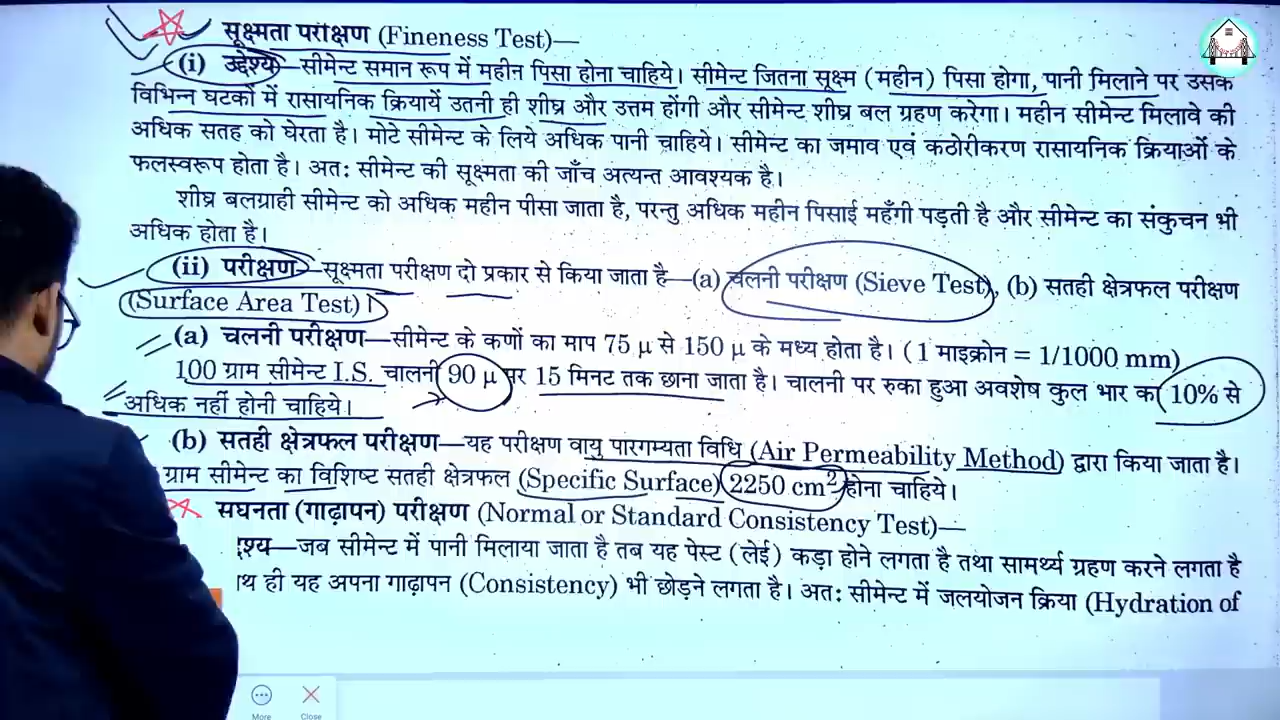 सूक्ष्मता परीक्षण (Fineness Test)—
(i) उद्देश्य—सीमेन्ट समान रूप में महीन पिसा होना चाहिये। सीमेन्ट जितना सूक्ष्म (महीन) पिसा होगा, पानी मिलाने पर उसके
विभिन्न घटकों में रासायनिक क्रियायें उतनी ही शीघ्र और उत्तम होंगी और सीमेन्ट शीघ्र बल ग्रहण करेगा। महीन सीमेन्ट मिलावे की
अधिक सतह को घेरता है। मोटे सीमेन्ट के लिये अधिक पानी चाहिये। सीमेन्ट का जमाव एवं कठोरीकरण रासायनिक क्रियाओं के
फलस्वरूप होता है। अतः सीमेन्ट की सूक्ष्मता की जाँच अत्यन्त आवश्यक है।
शीघ्र बलग्राही सीमेन्ट को अधिक महीन पीसा जाता है, परन्तु अधिक महीन पिसाई महँगी पड़ती है और सीमेन्ट का संकुचन भी
अधिक होता है।
(ii) परीक्षण—सूक्ष्मता परीक्षण दो प्रकार से किया जाता है—(a) चलनी परीक्षण (Sieve Test), (b) सतही क्षेत्रफल परीक्षण
(Surface Area Test)।
(a) चलनी परीक्षण—सीमेन्ट के कणों का माप 75 μ से 150 μ के मध्य होता है। (1 माइक्रोन = 1/1000 mm)
100 ग्राम सीमेन्ट I.S. चालनी 90 μ पर 15 मिनट तक छाना जाता है। चालनी पर रुका हुआ अवशेष कुल भार का 10% से
अधिक नहीं होनी चाहिये।
(b) सतही क्षेत्रफल परीक्षण—यह परीक्षण वायु पारगम्यता विधि (Air Permeability Method) द्वारा किया जाता है।
ग्राम सीमेन्ट का विशिष्ट सतही क्षेत्रफल (Specific Surface) 2250 cm² होना चाहिये।
सघनता (गाढ़ापन) परीक्षण (Normal or Standard Consistency Test)—
जब सीमेन्ट में पानी मिलाया जाता है तब यह पेस्ट (लेई) कड़ा होने लगता है तथा सामर्थ्य ग्रहण करने लगता है
ही यह अपना गाढ़ापन (Consistency) भी छोड़ने लगता है। अतः सीमेन्ट में जलयोजन क्रिया (Hydration of
More Close